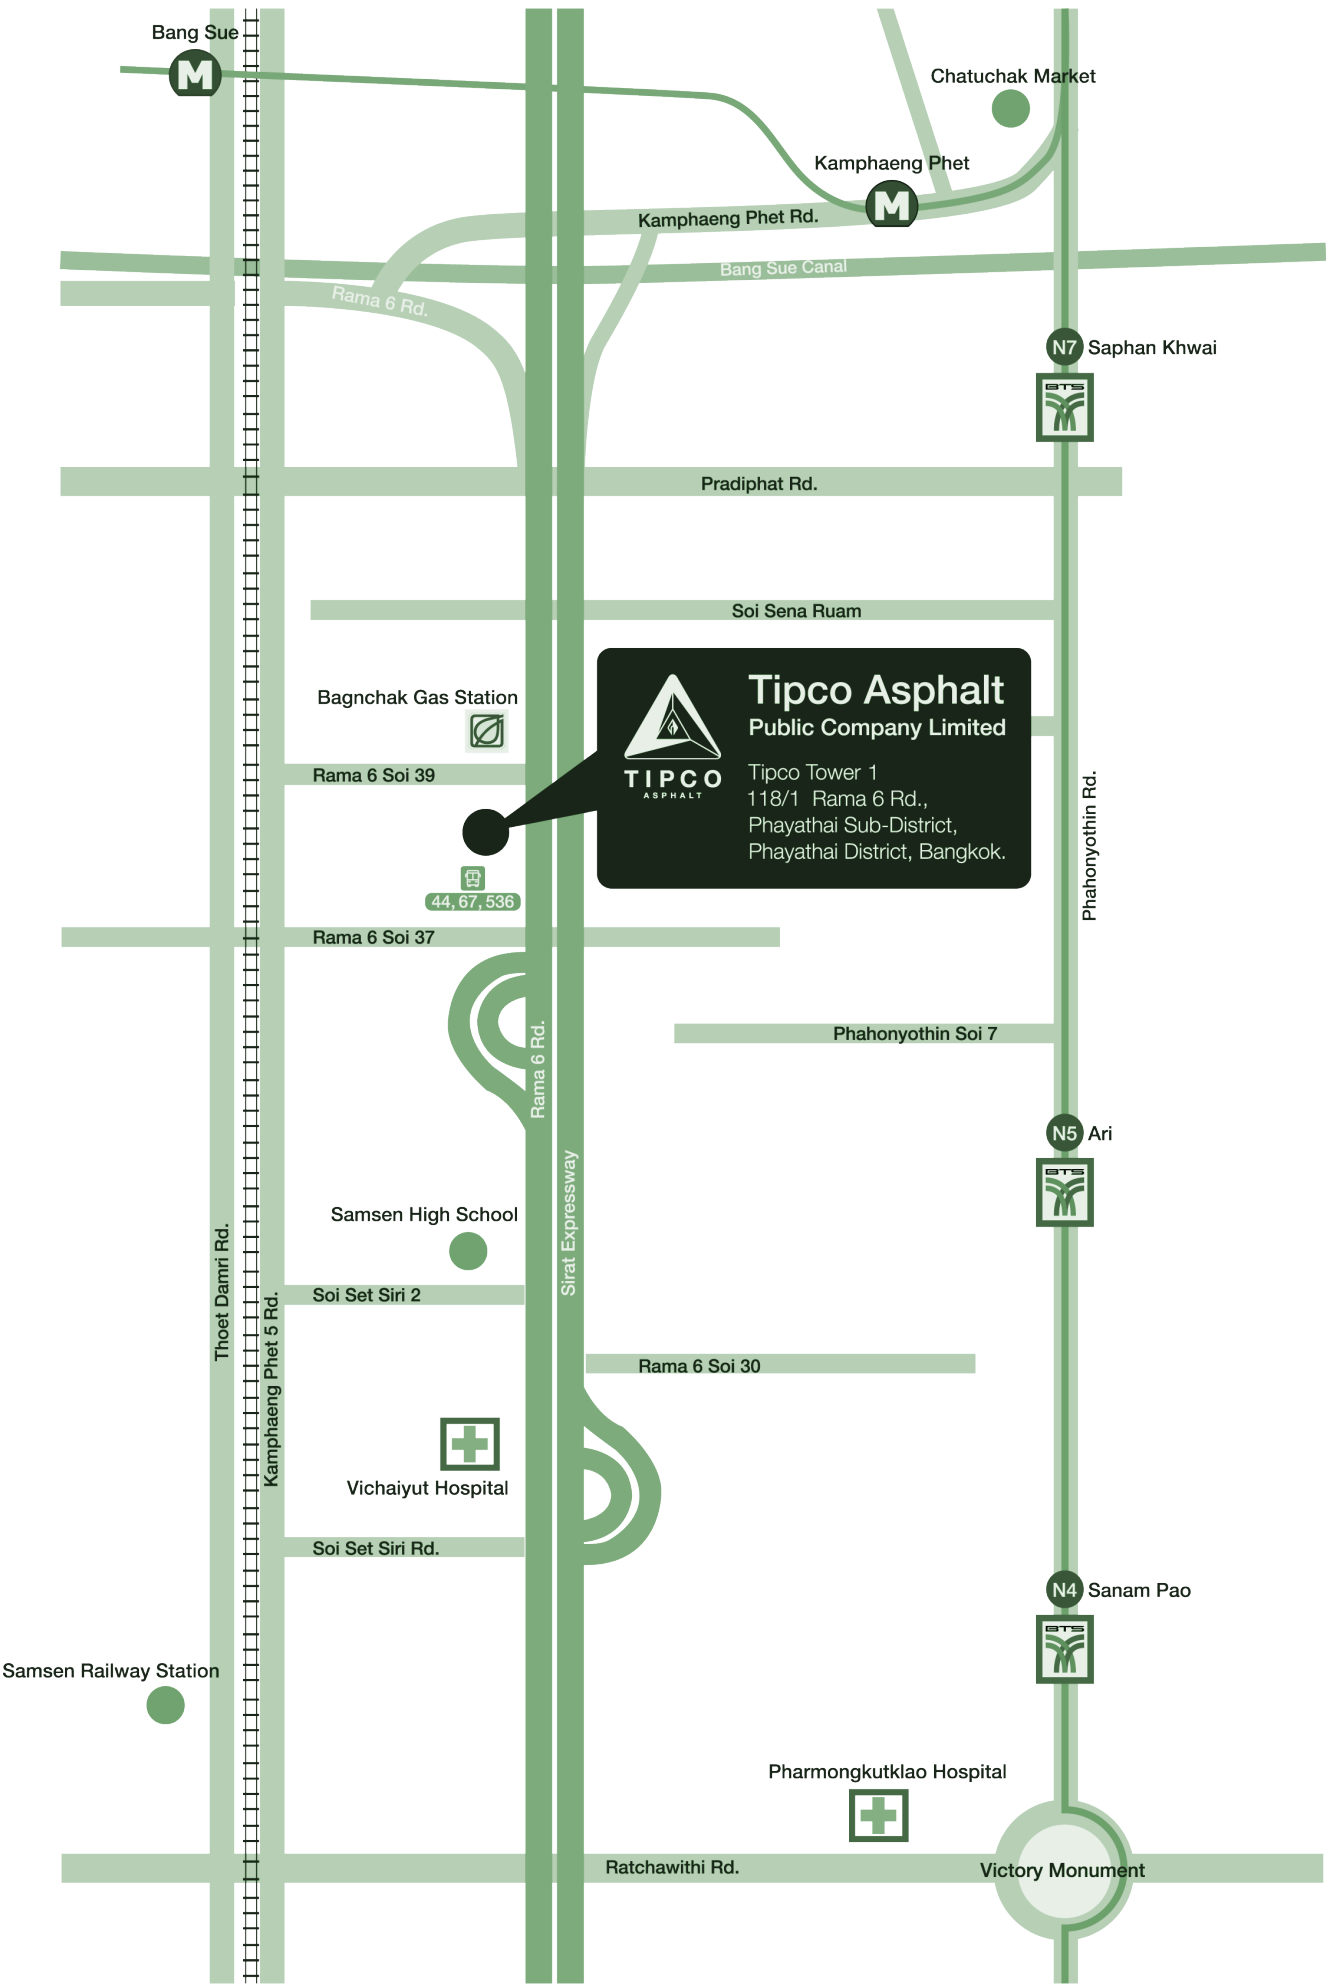 Bang Sue
M
Chatuchak Market
Kamphaeng Phet
M
Kamphaeng Phet Rd.
Bang Sue Canal
Rama 6 Rd.
N7 Saphan Khwai
BTS
Pradiphat Rd.
Soi Sena Ruam
Bagnchak Gas Station
Tipco Asphalt
Public Company Limited
TIPCO
ASPHALT
Tipco Tower 1
118/1 Rama 6 Rd.,
Phayathai Sub-District,
Phayathai District, Bangkok.
Rama 6 Soi 39
Phahonyothin Rd.
44, 67, 536
Rama 6 Soi 37
Rama 6 Rd.
Phahonyothin Soi 7
N5 Ari
BTS
Sirat Expressway
Samsen High School
Thoet Damri Rd.
Soi Set Siri 2
Kamphaeng Phet 5 Rd.
Rama 6 Soi 30
Vichaiyut Hospital
Soi Set Siri Rd.
N4 Sanam Pao
BTS
Samsen Railway Station
Pharmongkutklao Hospital
Ratchawithi Rd.
Victory Monument